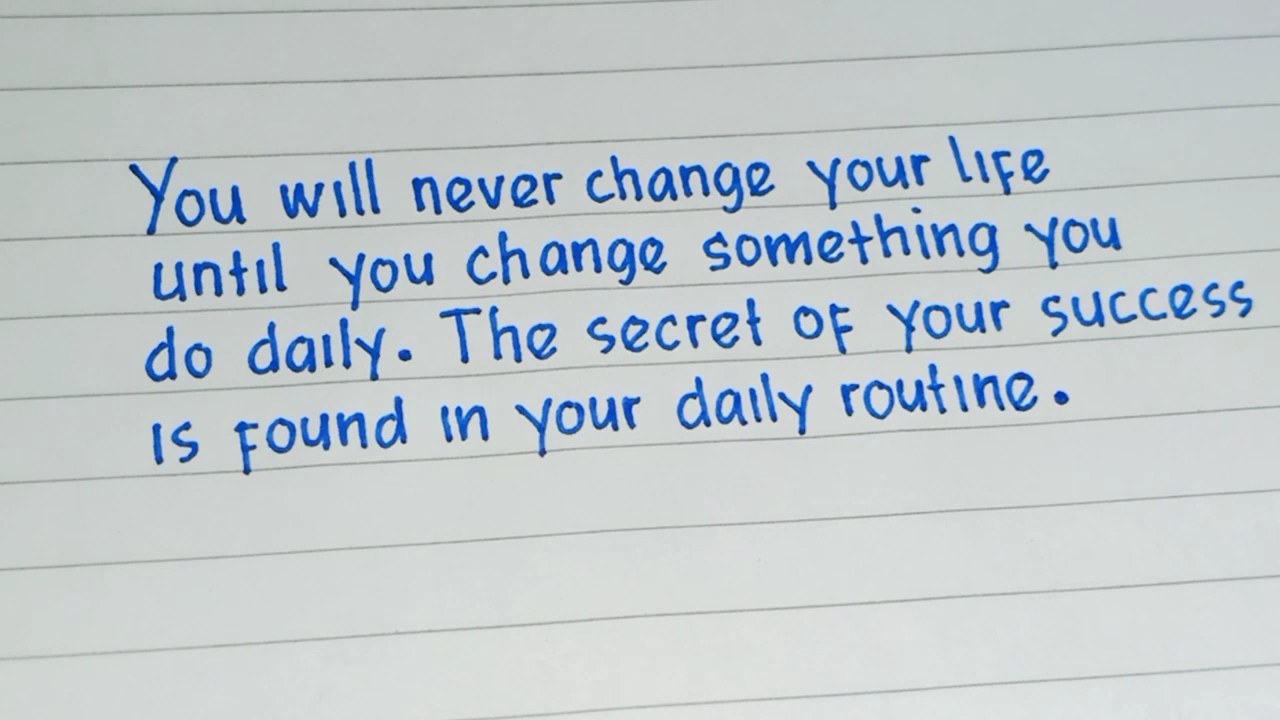 You will never change your life
until you change something you
do daily. The secret of your success
is found in your daily routine.